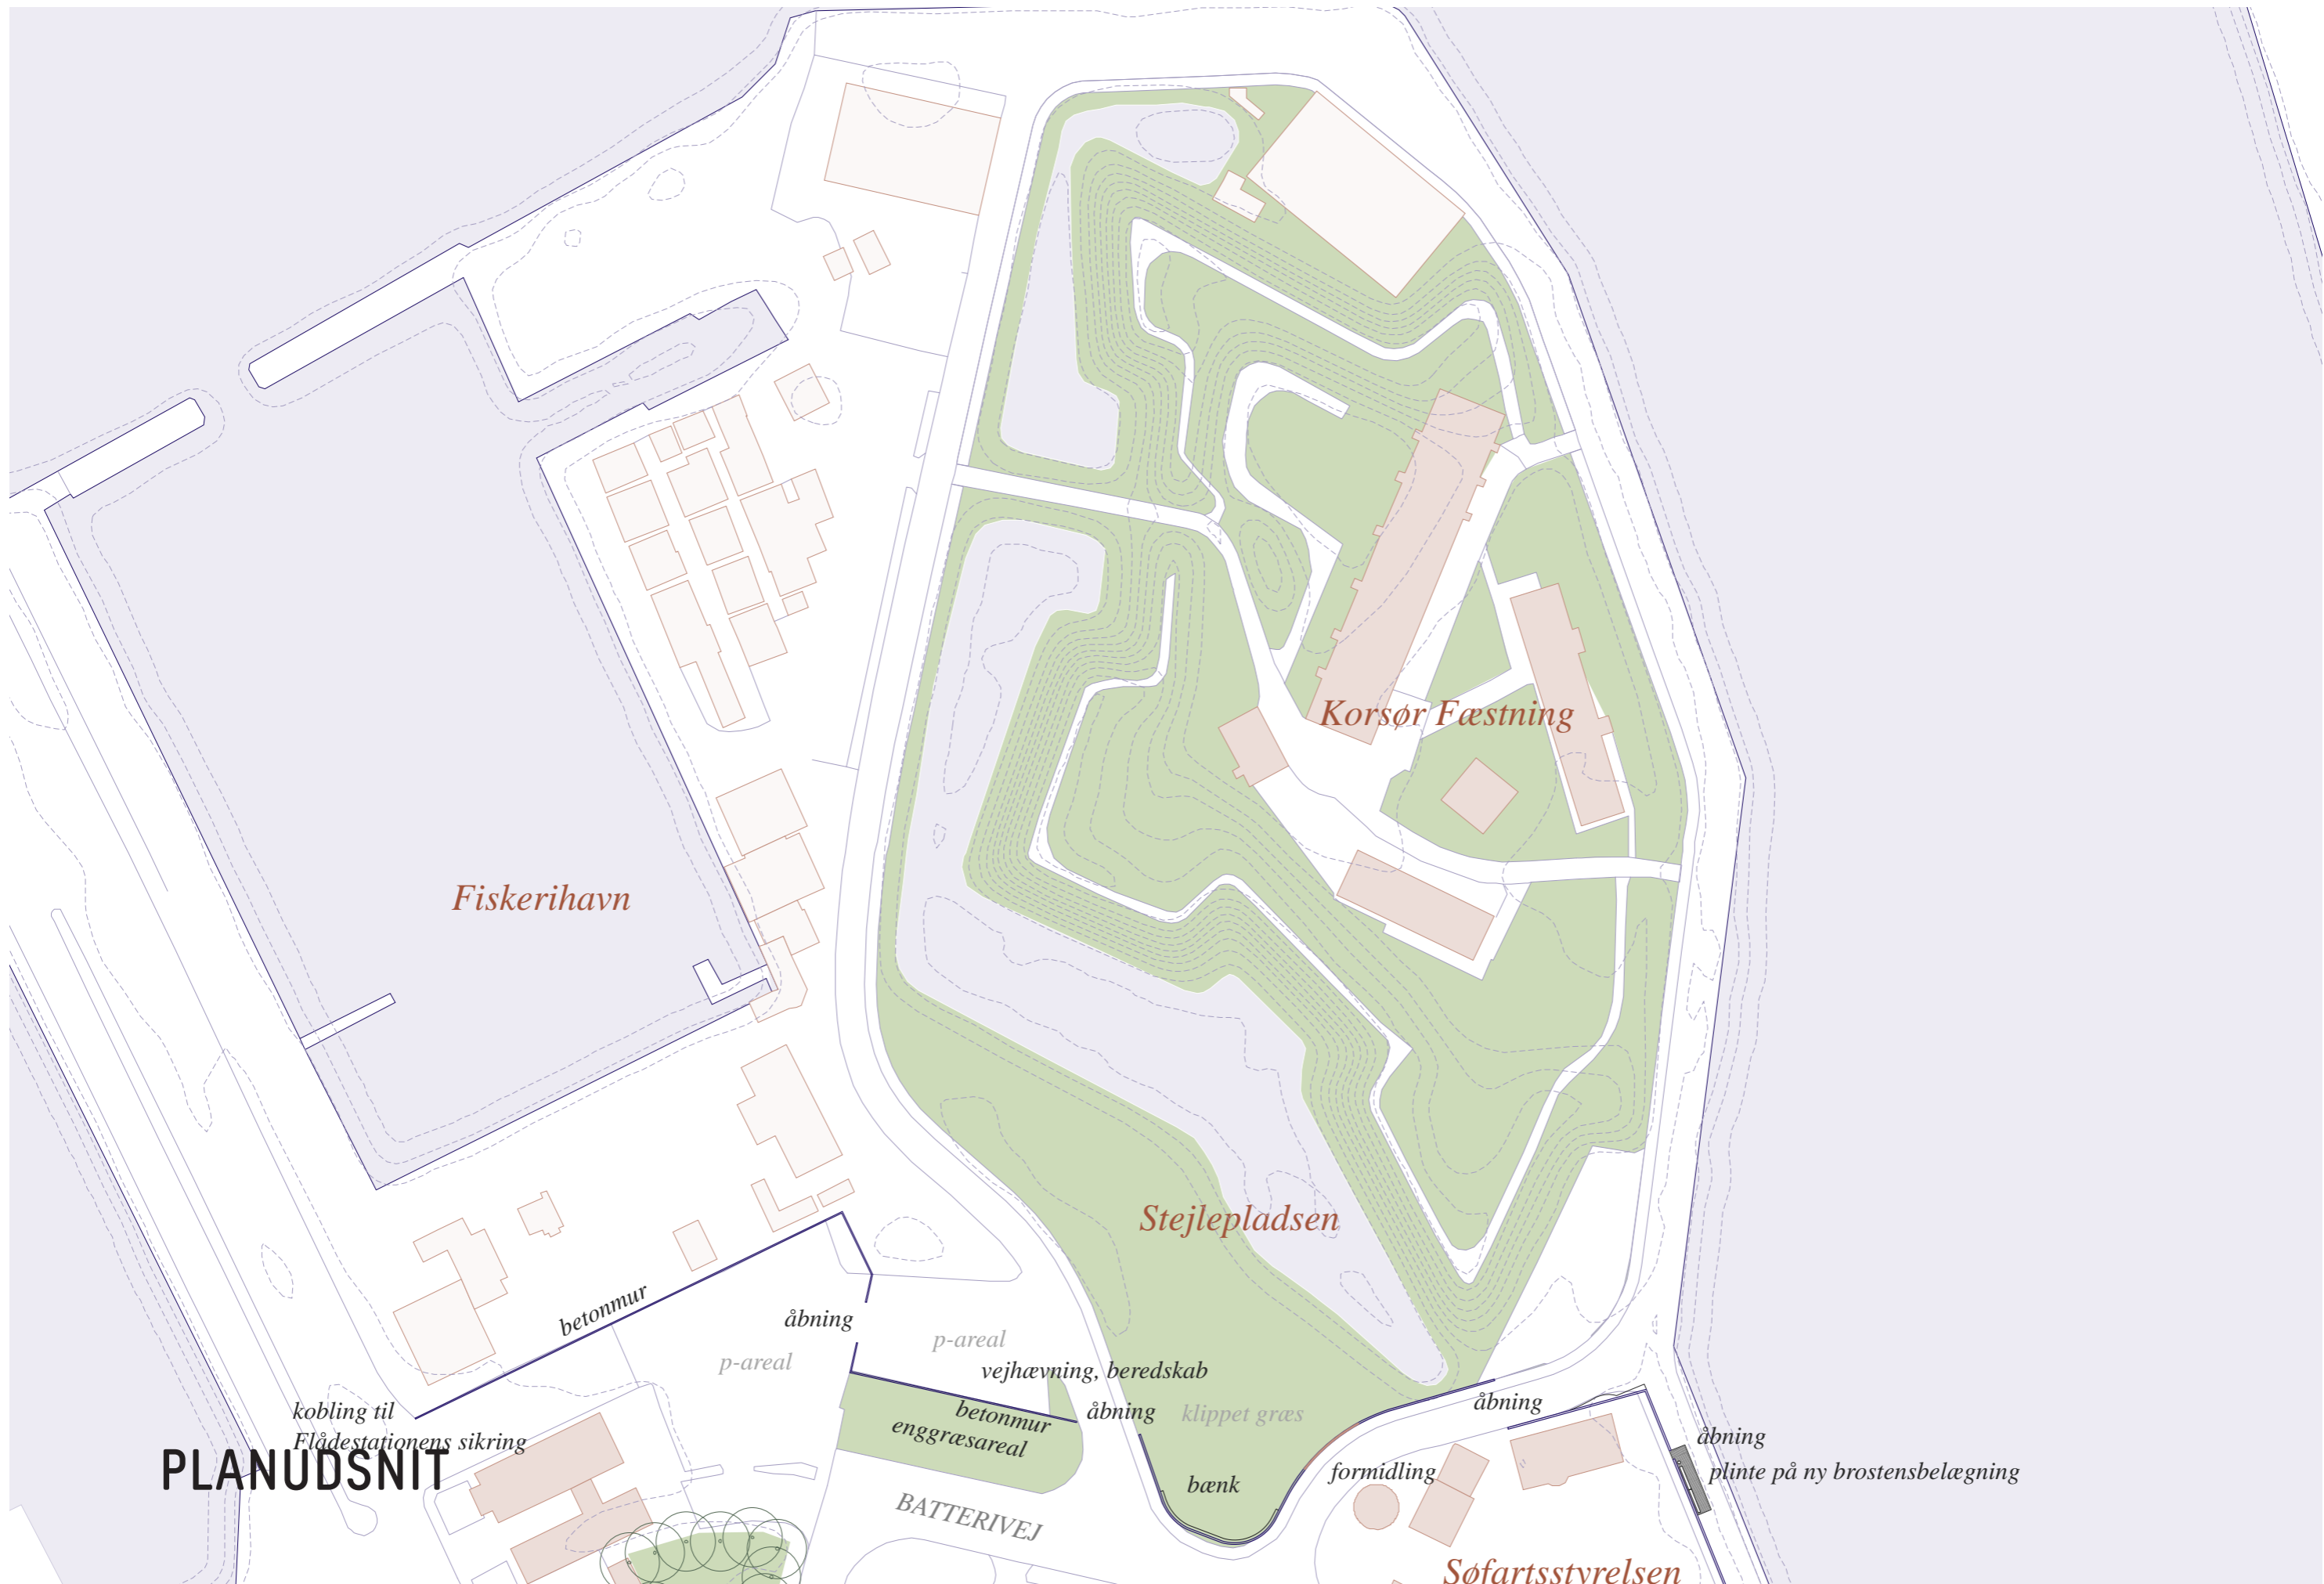 Korsør Fæstning
Fiskerihavn
Stejlepladsen
betonmur
åbning
p-areal
p-areal
vejhævning, beredskab
kobling til
Flådestationens sikring
betonmur
enggræsareal
åbning
klippet græs
åbning
åbning
plinte på ny brostensbelægning
formidling
bænk
PLANUDSNIT
BATTERIVEJ
Søfartsstyrelsen